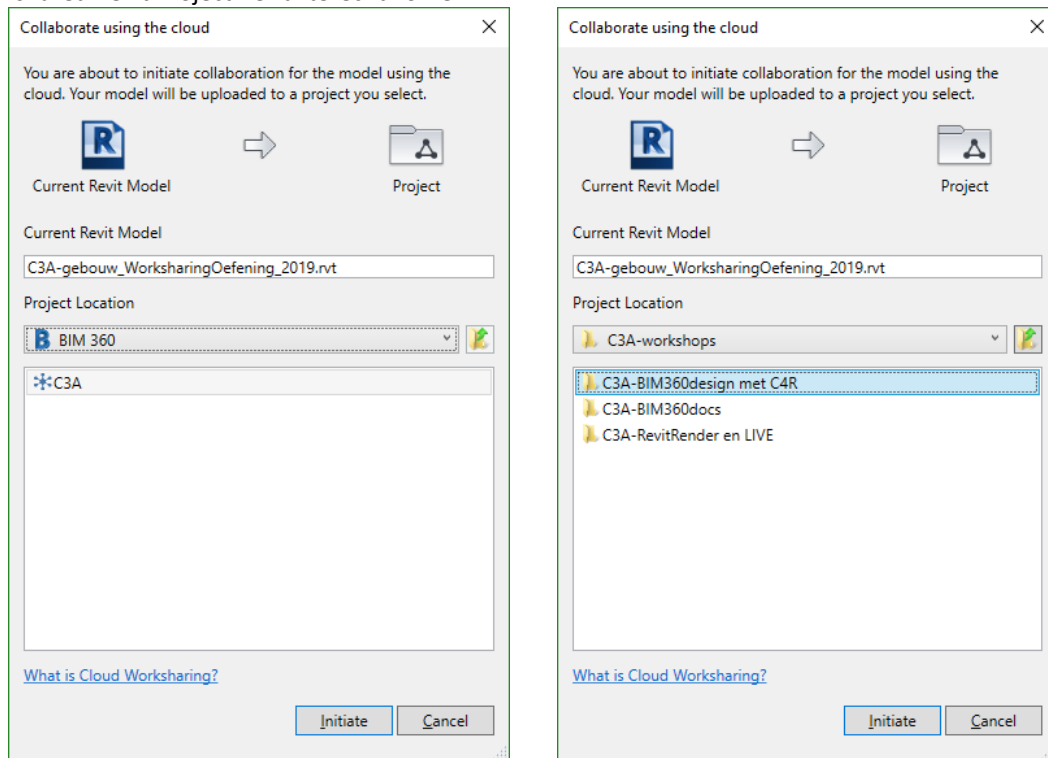 Collaborate using the cloud
You are about to initiate collaboration for the model using the
cloud. Your model will be uploaded to a project you select.
Current Revit Model
Project
Current Revit Model
C3A-gebouw_WorksharingOefening_2019.rvt
Project Location
BIM 360
C3A
What is Cloud Worksharing?
Initiate
Cancel
Collaborate using the cloud
You are about to initiate collaboration for the model using the
cloud. Your model will be uploaded to a project you select.
Current Revit Model
Project
Current Revit Model
C3A-gebouw_WorksharingOefening_2019.rvt
Project Location
C3A-workshops
C3A-BIM360design met C4R
C3A-BIM360docs
C3A-RevitRender en LIVE
What is Cloud Worksharing?
Initiate
Cancel